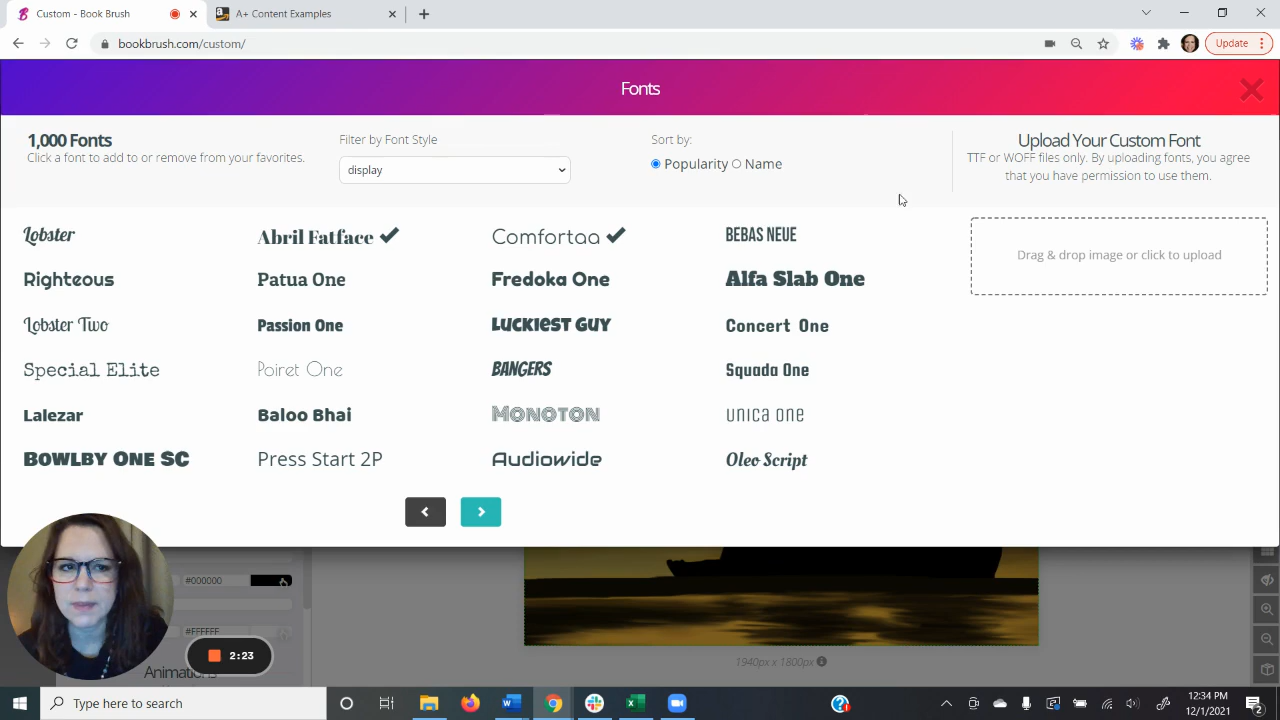 Custom - Book Brush
A+ Content Examples
bookbrush.com/custom/
Update
Fonts
1,000 Fonts
Click a font to add to or remove from your favorites.
Filter by Font Style
display
Sort by:
Popularity
Name
Upload Your Custom Font
TTF or WOFF files only. By uploading fonts, you agree
that you have permission to use them.
Drag & drop image or click to upload
Lobster
Abril Fatface
Comfortaa
BEBAS NEUE
Righteous
Patua One
Fredoka One
Alfa Slab One
Lobster Two
Passion One
Luckiest Guy
Concert One
Special Elite
Poiret One
BANGERS
Squada One
Lalezar
Baloo Bhai
Monoton
unica one
Bowlby One SC
Press Start 2P
Audiowide
Oleo Script
#000000
#FFFFFF
2:23
Animations
1940px x 1800px
Type here to search
12:34 PM
12/1/2021
2